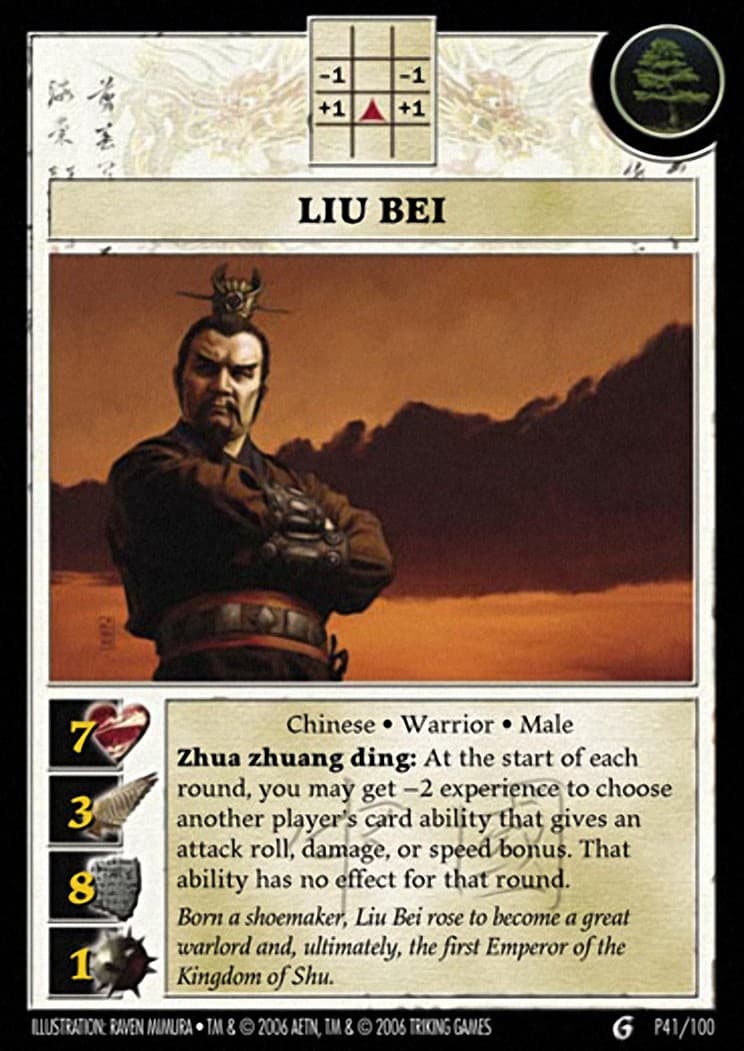 -1 -1
+1 +1
LIU BEI
7
3
8
1
Chinese • Warrior • Male
Zhua zhuang ding: At the start of each
round, you may get −2 experience to choose
another player's card ability that gives an
attack roll, damage, or speed bonus. That
ability has no effect for that round.
Born a shoemaker, Liu Bei rose to become a great
warlord and, ultimately, the first Emperor of the
Kingdom of Shu.
中國
ILLUSTRATION: RAVEN MIMURA • TM & © 2006 AETN, TM & © 2006 TRIKING GAMES
G P41/100